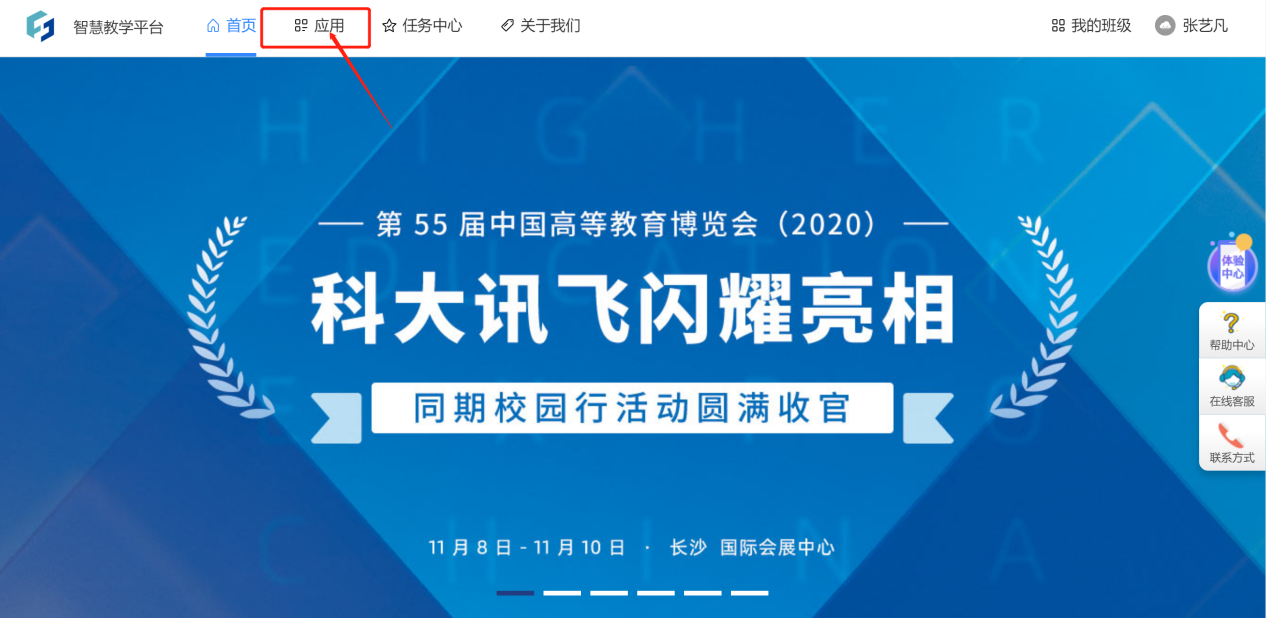 智慧教学平台 首页 应用 任务中心 关于我们 我的班级 张艺凡
HIGHER
第 55 届中国高等教育博览会（2020）
EDUCATION
科大讯飞闪耀亮相
同期校园行活动圆满收官
11 月 8 日 - 11 月 10 日 · 长沙 国际会展中心
CHINA
体验
中心
帮助中心
在线客服
联系方式